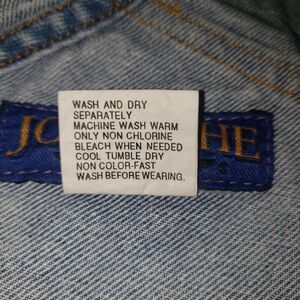 WASH AND DRY
SEPARATELY
MACHINE WASH WARM
ONLY NON CHLORINE
BLEACH WHEN NEEDED
COOL TUMBLE DRY
NON COLOR-FAST
WASH BEFORE WEARING.